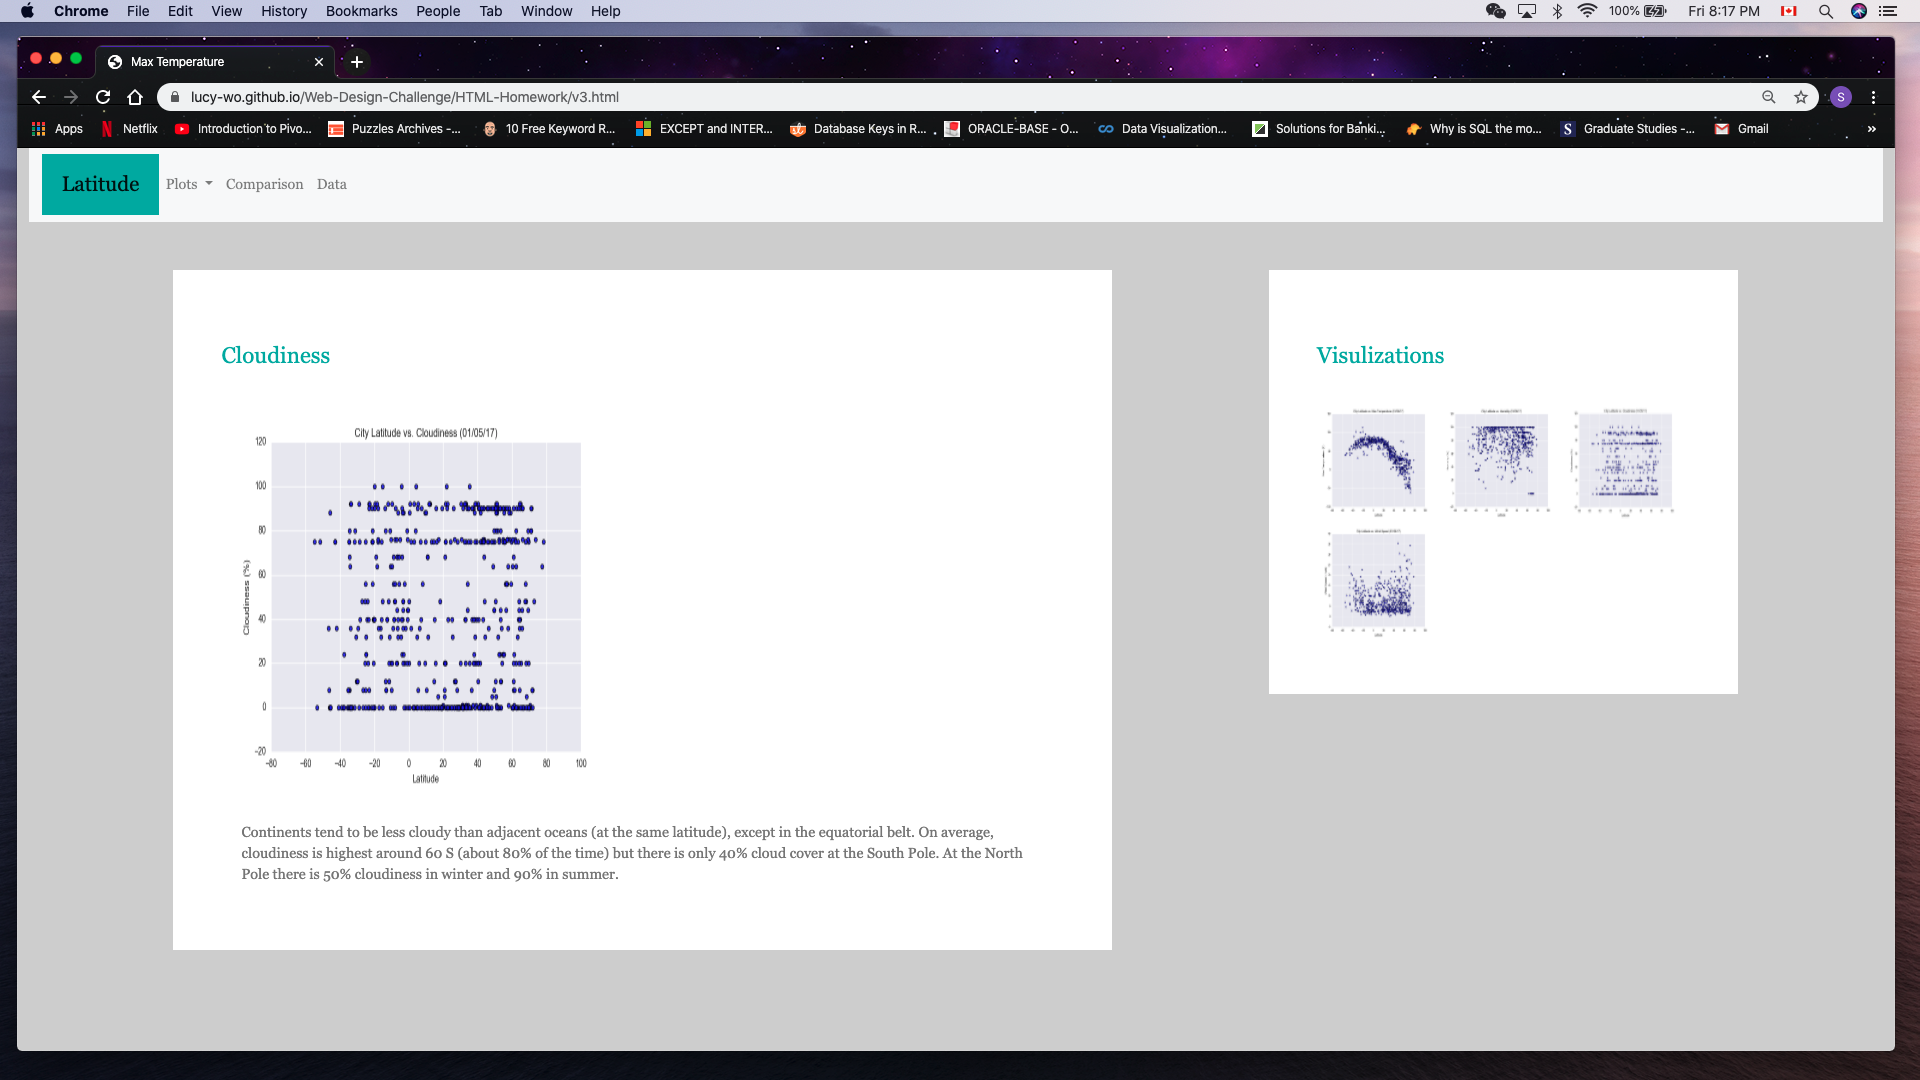 Chrome File Edit View History Bookmarks People Tab Window Help 100% Fri 8:17 PM
Max Temperature
lucy-wo.github.io/Web-Design-Challenge/HTML-Homework/v3.html S
Apps Netflix Introduction to Pivo... Puzzles Archives -... 10 Free Keyword R... EXCEPT and INTER... Database Keys in R... ORACLE-BASE - O... Data Visualization... Solutions for Banki... Why is SQL the mo... S Graduate Studies -... Gmail »
Latitude Plots Comparison Data
Cloudiness
City Latitude vs. Cloudiness (01/05/17)
120
100
80
60
40
20
0
-20
Cloudiness (%)
-80 -60 -40 -20 0 20 40 60 80 100
Latitude
Continents tend to be less cloudy than adjacent oceans (at the same latitude), except in the equatorial belt. On average,
cloudiness is highest around 60 S (about 80% of the time) but there is only 40% cloud cover at the South Pole. At the North
Pole there is 50% cloudiness in winter and 90% in summer.
Visulizations